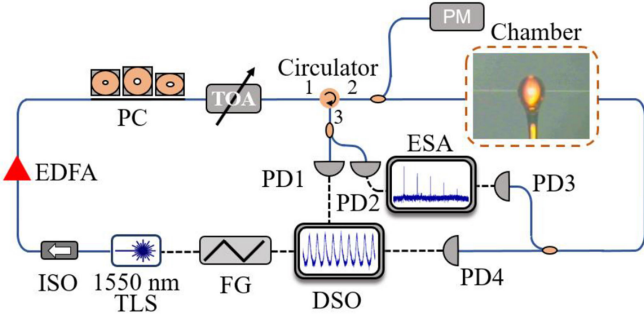 PM
Chamber
Circulator
1 2
3
TOA
PC
ESA
EDFA
PD1
PD2
PD3
ISO
1550 nm
TLS
FG
DSO
PD4